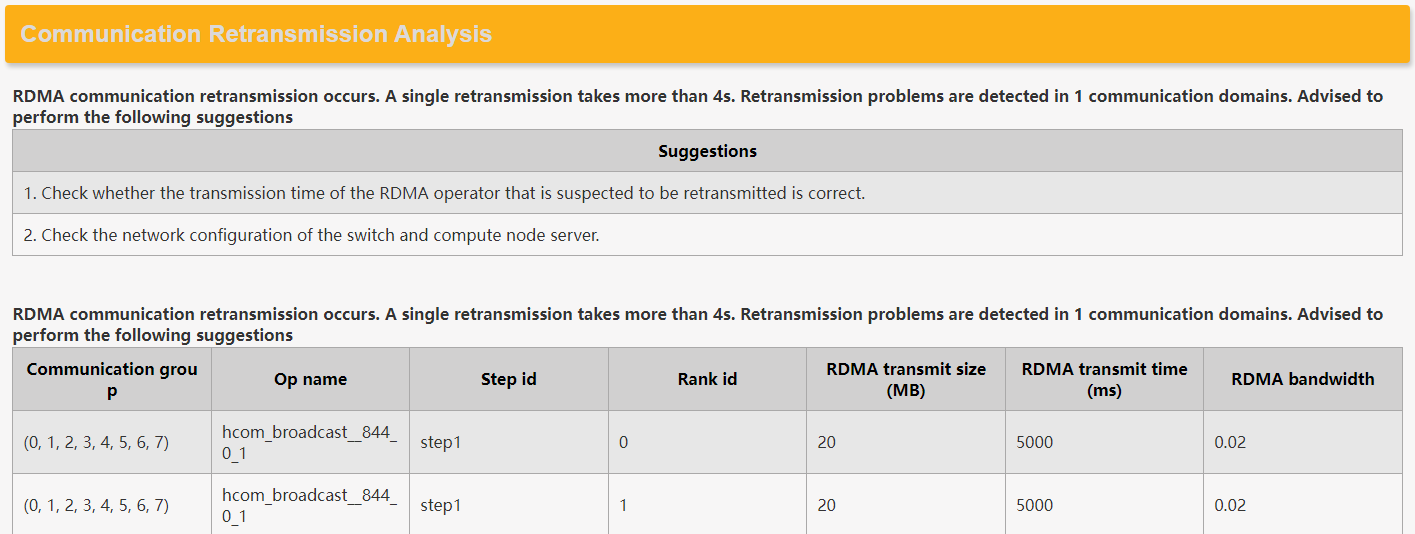 Communication Retransmission Analysis
RDMA communication retransmission occurs. A single retransmission takes more than 4s. Retransmission problems are detected in 1 communication domains. Advised to
perform the following suggestions
Suggestions
1. Check whether the transmission time of the RDMA operator that is suspected to be retransmitted is correct.
2. Check the network configuration of the switch and compute node server.
RDMA communication retransmission occurs. A single retransmission takes more than 4s. Retransmission problems are detected in 1 communication domains. Advised to
perform the following suggestions
Communication grou
p
Op name
Step id
Rank id
RDMA transmit size
(MB)
RDMA transmit time
(ms)
RDMA bandwidth
(0, 1, 2, 3, 4, 5, 6, 7)
hcom_broadcast__844_
0_1
step1
0
20
5000
0.02
(0, 1, 2, 3, 4, 5, 6, 7)
hcom_broadcast__844_
0_1
step1
1
20
5000
0.02